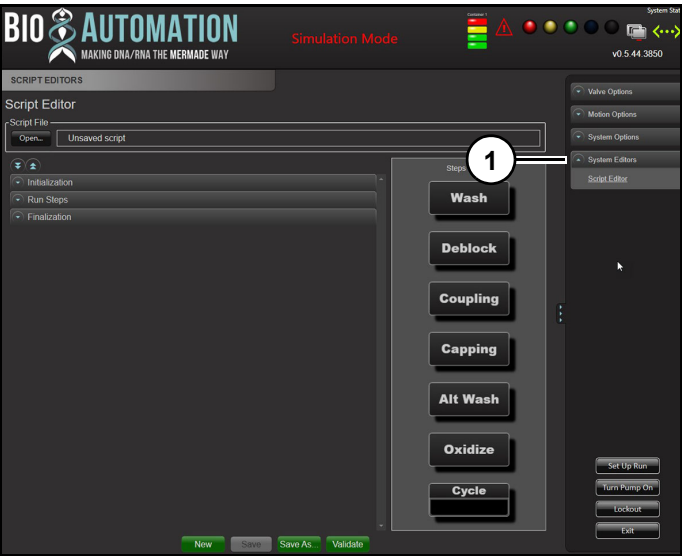 System Stat
Container 1
BIO AUTOMATION
MAKING DNA/RNA THE MERMADE WAY
Simulation Mode
v0.5.44.3850
SCRIPT EDITORS
Script Editor
Script File
Open...
Unsaved script
Initialization
Run Steps
Finalization
Steps
1
Wash
Deblock
Coupling
Capping
Alt Wash
Oxidize
Cycle
Valve Options
Motion Options
System Options
System Editors
Script Editor
Set Up Run
Turn Pump On
Lockout
Exit
New
Save
Save As...
Validate